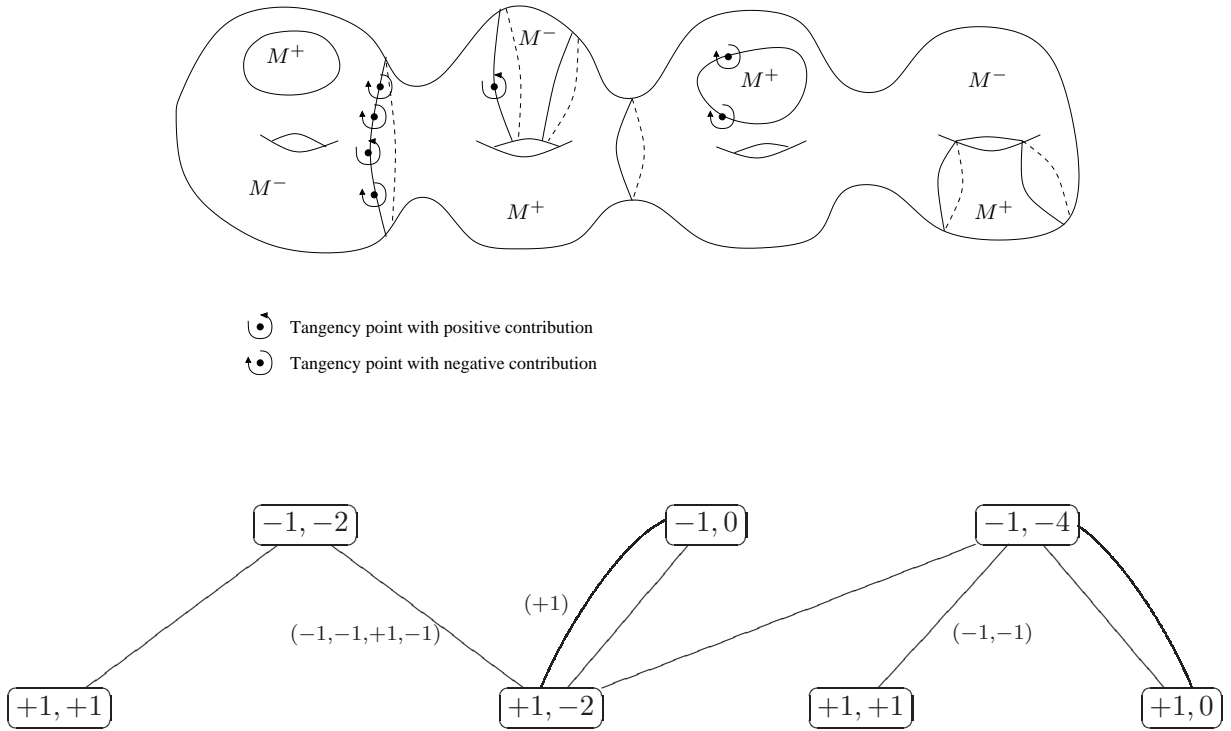 M⁺
M⁻
M⁺
M⁻
M⁻
M⁺
M⁺
Tangency point with positive contribution
Tangency point with negative contribution
−1, −2
−1, 0
−1, −4
(+1)
(−1,−1,+1,−1)
(−1,−1)
+1, +1
+1, −2
+1, +1
+1, 0